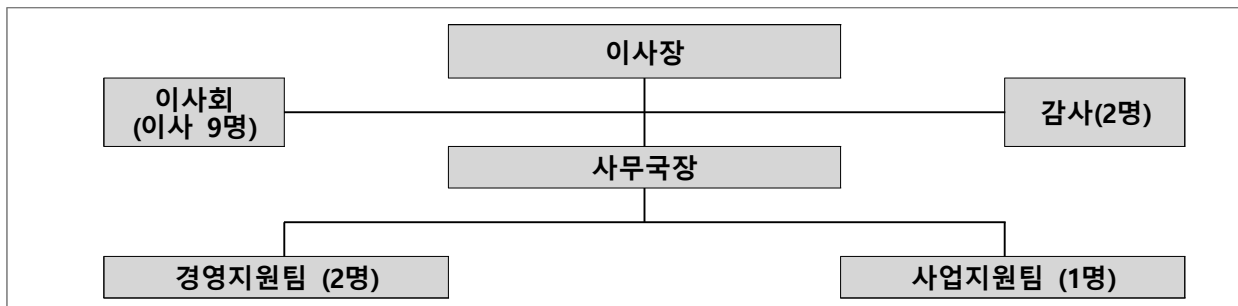 이사장
이사회
(이사 9명)
감사(2명)
사무국장
경영지원팀 (2명)
사업지원팀 (1명)